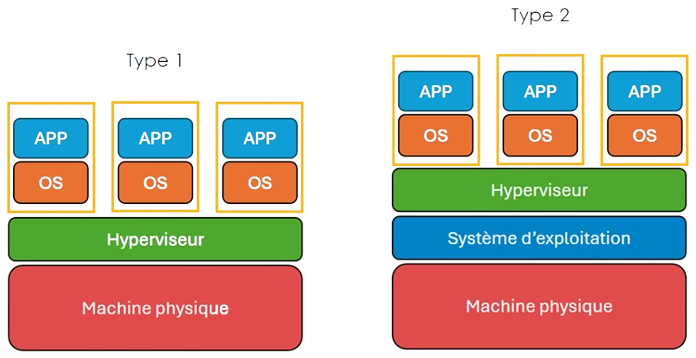 Type 1
APP
APP
APP
OS
OS
OS
Hyperviseur
Machine physique
Type 2
APP
APP
APP
OS
OS
OS
Hyperviseur
Système d'exploitation
Machine physique